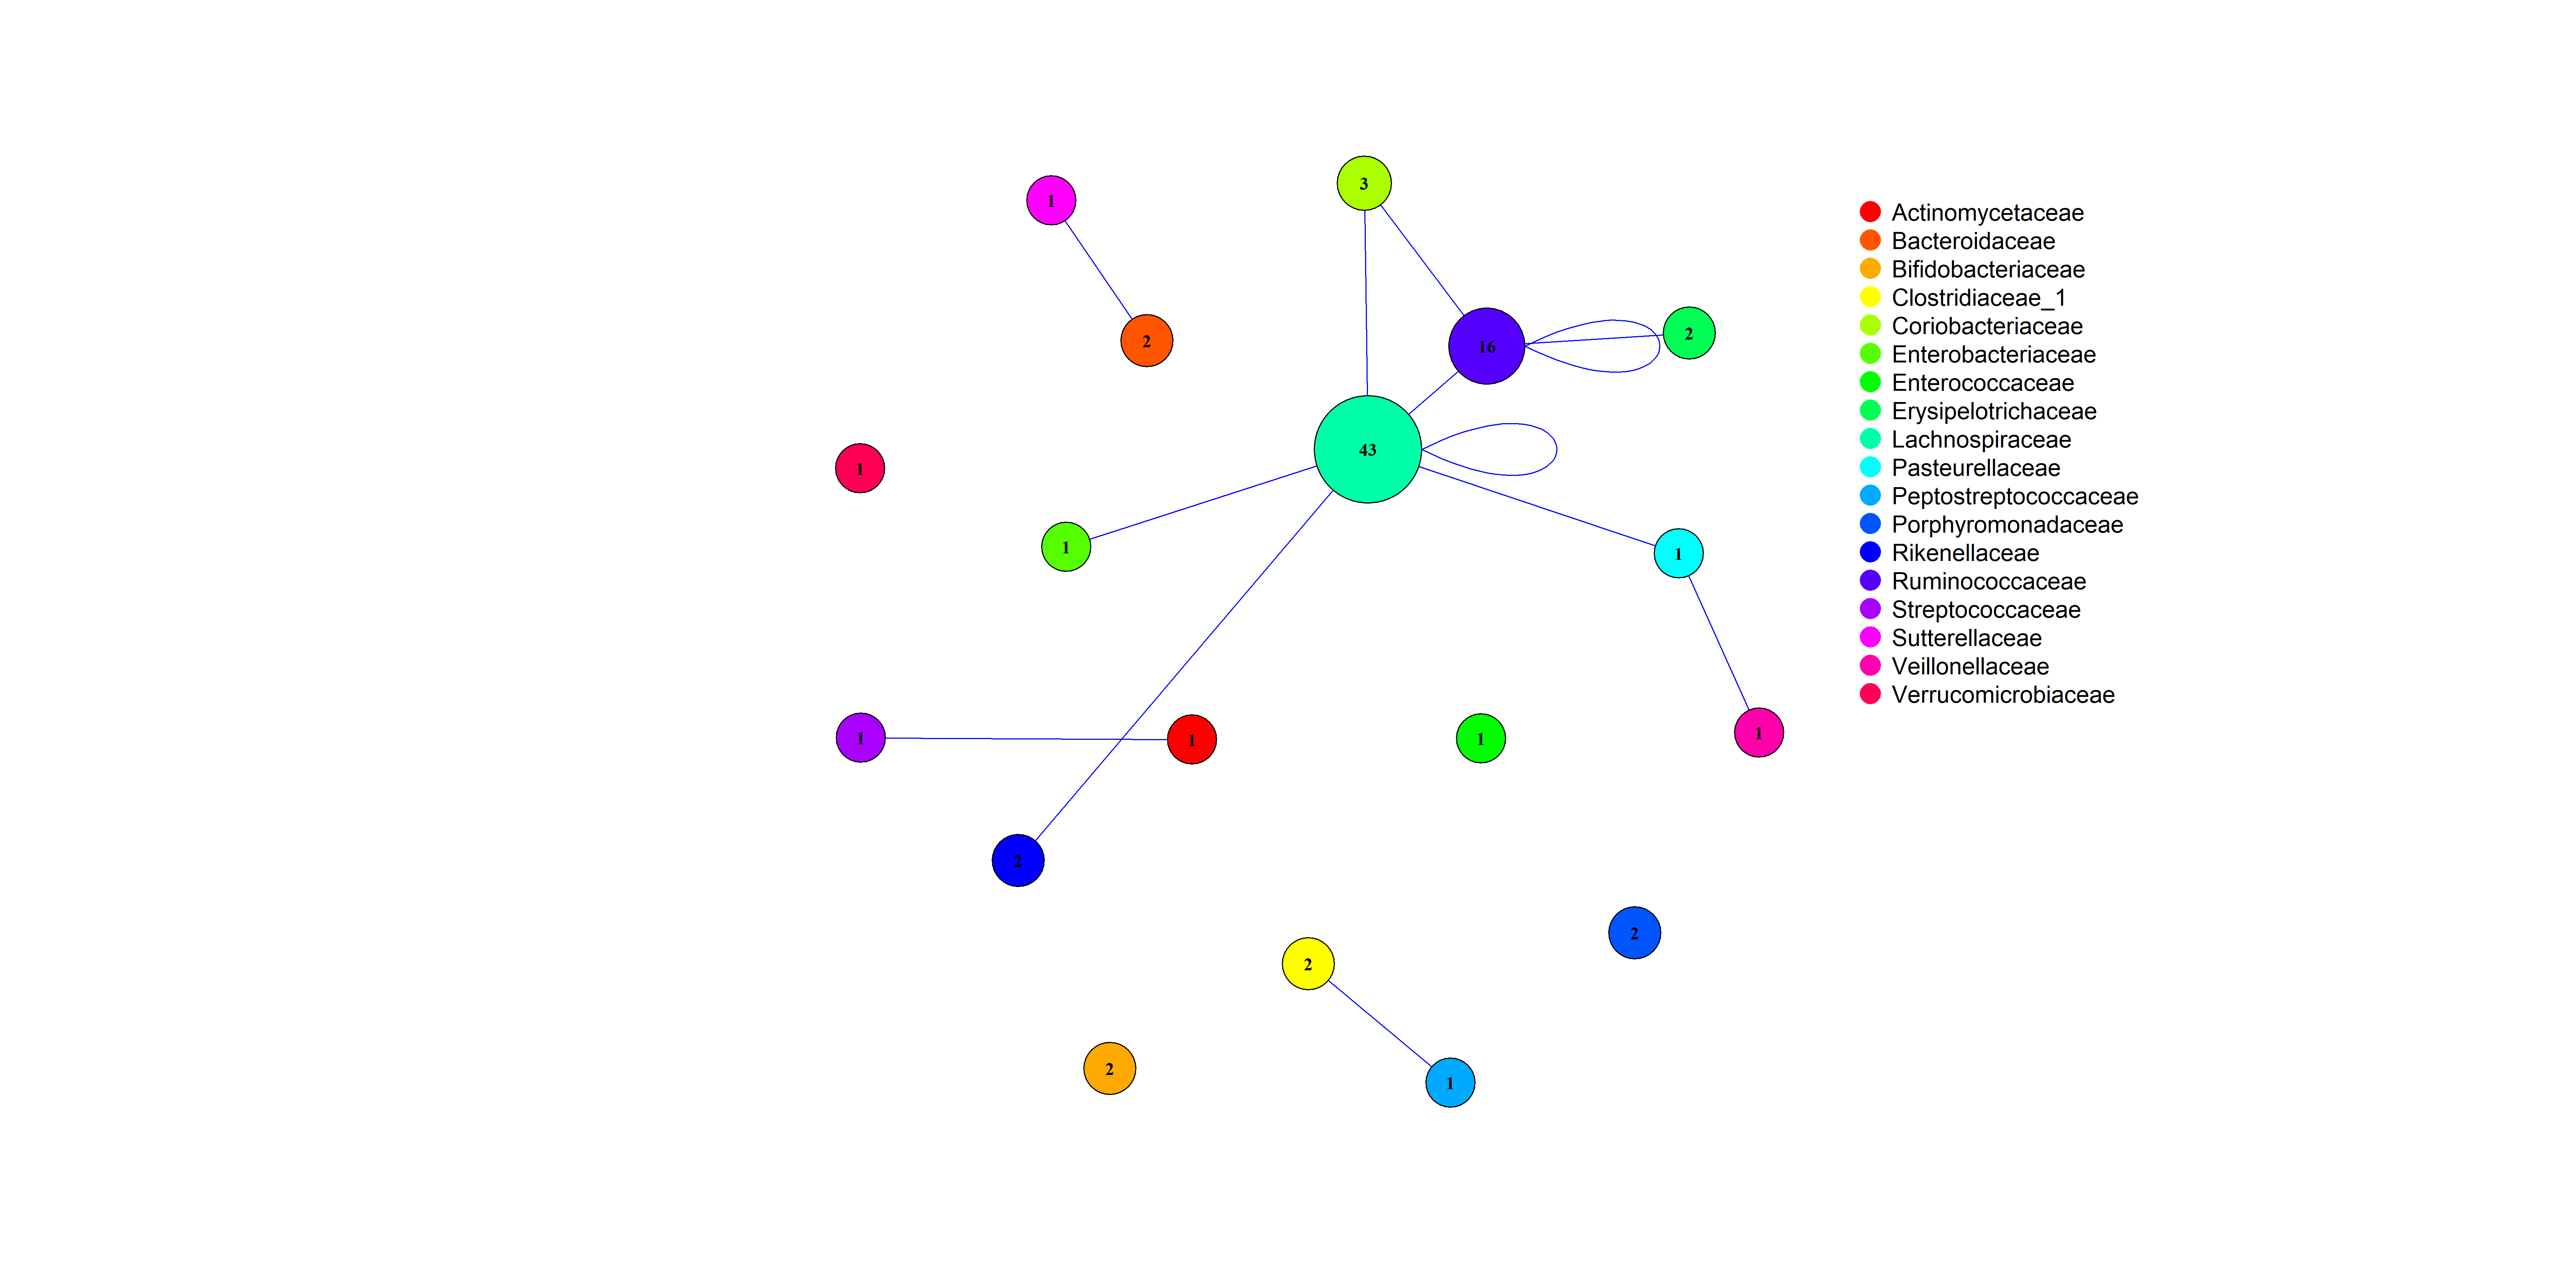 3
1
2
16
2
43
1
1
1
1
1
1
1
2
2
2
2
1
Actinomycetaceae
Bacteroidaceae
Bifidobacteriaceae
Clostridiaceae_1
Coriobacteriaceae
Enterobacteriaceae
Enterococcaceae
Erysipelotrichaceae
Lachnospiraceae
Pasteurellaceae
Peptostreptococcaceae
Porphyromonadaceae
Rikenellaceae
Ruminococcaceae
Streptococcaceae
Sutterellaceae
Veillonellaceae
Verrucomicrobiaceae